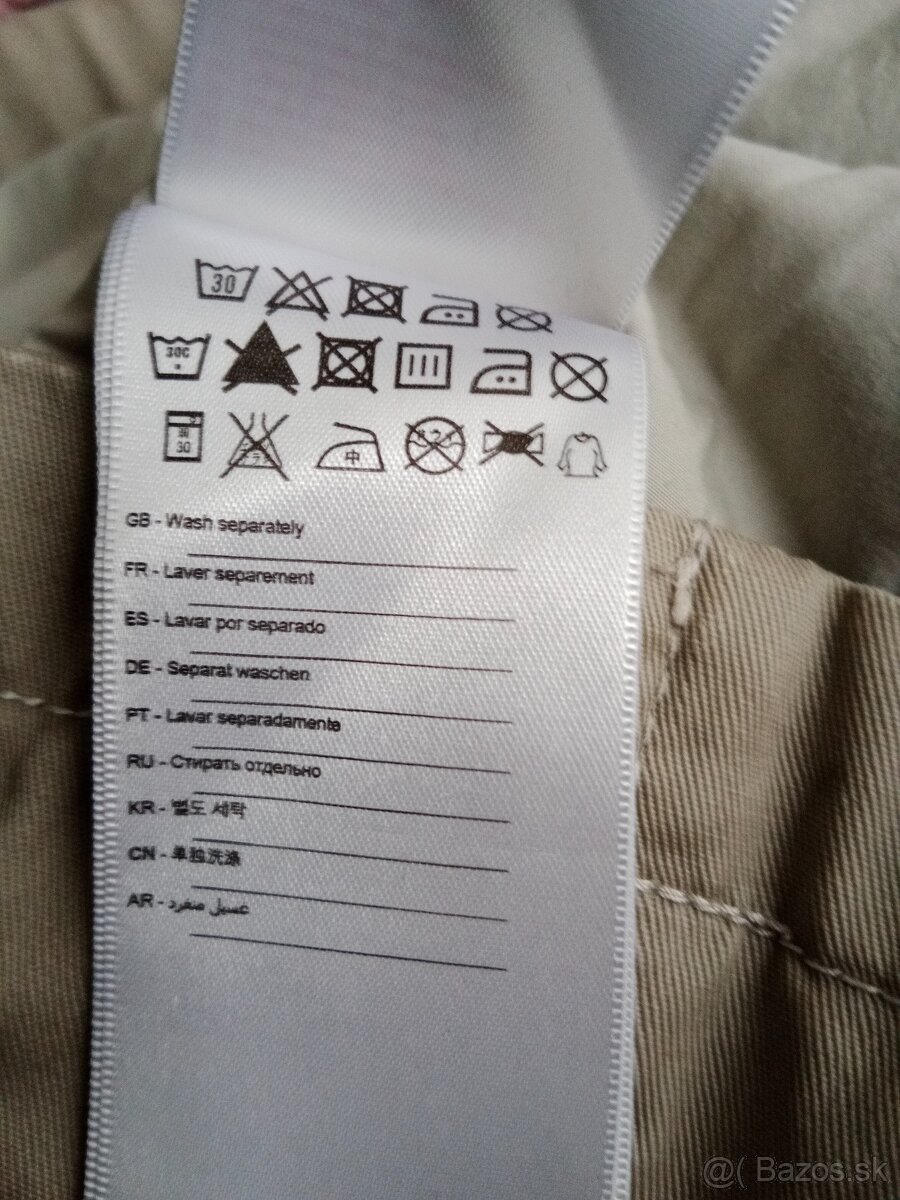 30
30C
30
中
GB - Wash separately
FR - Laver separement
ES - Lavar por separado
DE - Separat waschen
PT - Lavar separadamente
RU - Стирать отдельно
KR - 별도 세탁
CN - 单独洗涤
AR - غسيل منفرد
@( Bazos.sk